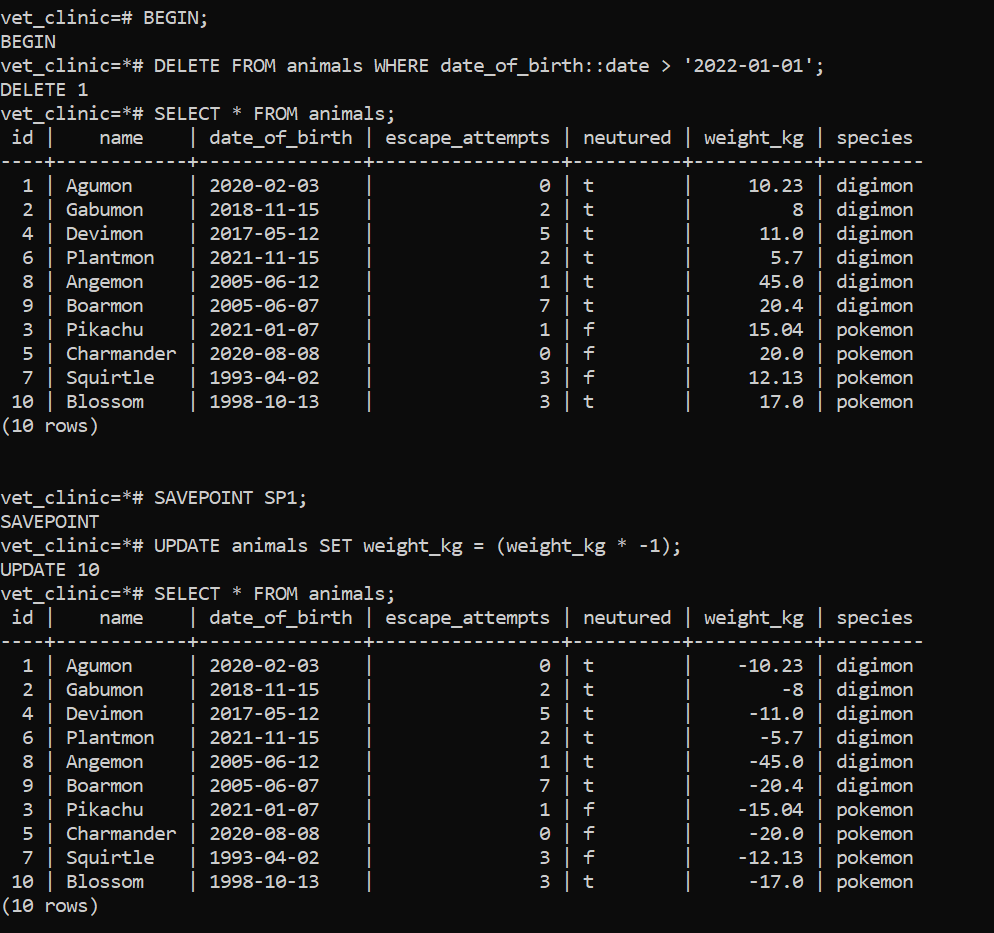 vet_clinic=# BEGIN;
BEGIN
vet_clinic=*# DELETE FROM animals WHERE date_of_birth::date > '2022-01-01';
DELETE 1
vet_clinic=*# SELECT * FROM animals;
 id |    name    | date_of_birth | escape_attempts | neutured | weight_kg | species
----+------------+---------------+-----------------+----------+-----------+---------
  1 | Agumon     | 2020-02-03    |               0 | t        |     10.23 | digimon
  2 | Gabumon    | 2018-11-15    |               2 | t        |         8 | digimon
  4 | Devimon    | 2017-05-12    |               5 | t        |      11.0 | digimon
  6 | Plantmon   | 2021-11-15    |               2 | t        |       5.7 | digimon
  8 | Angemon    | 2005-06-12    |               1 | t        |      45.0 | digimon
  9 | Boarmon    | 2005-06-07    |               7 | t        |      20.4 | digimon
  3 | Pikachu    | 2021-01-07    |               1 | f        |     15.04 | pokemon
  5 | Charmander | 2020-08-08    |               0 | f        |      20.0 | pokemon
  7 | Squirtle   | 1993-04-02    |               3 | f        |     12.13 | pokemon
 10 | Blossom    | 1998-10-13    |               3 | t        |      17.0 | pokemon
(10 rows)
vet_clinic=*# SAVEPOINT SP1;
SAVEPOINT
vet_clinic=*# UPDATE animals SET weight_kg = (weight_kg * -1);
UPDATE 10
vet_clinic=*# SELECT * FROM animals;
 id |    name    | date_of_birth | escape_attempts | neutured | weight_kg | species
----+------------+---------------+-----------------+----------+-----------+---------
  1 | Agumon     | 2020-02-03    |               0 | t        |    -10.23 | digimon
  2 | Gabumon    | 2018-11-15    |               2 | t        |        -8 | digimon
  4 | Devimon    | 2017-05-12    |               5 | t        |     -11.0 | digimon
  6 | Plantmon   | 2021-11-15    |               2 | t        |      -5.7 | digimon
  8 | Angemon    | 2005-06-12    |               1 | t        |     -45.0 | digimon
  9 | Boarmon    | 2005-06-07    |               7 | t        |     -20.4 | digimon
  3 | Pikachu    | 2021-01-07    |               1 | f        |    -15.04 | pokemon
  5 | Charmander | 2020-08-08    |               0 | f        |     -20.0 | pokemon
  7 | Squirtle   | 1993-04-02    |               3 | f        |    -12.13 | pokemon
 10 | Blossom    | 1998-10-13    |               3 | t        |     -17.0 | pokemon
(10 rows)